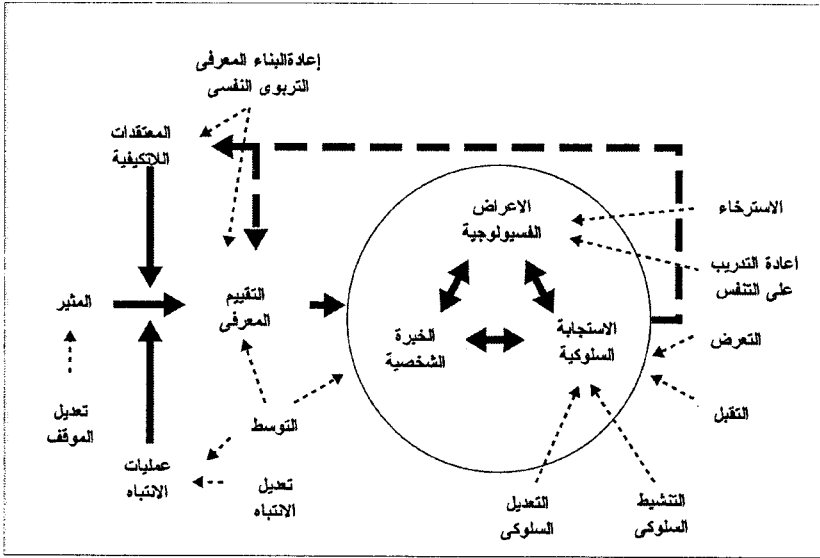 إعادةالبناء المعرفى
التربوى النفسى
المعتقدات
اللاتكيفية
الاعراض
الفسيولوجية
الاسترخاء
اعادة التدريب
على التنفس
المثير
التقييم
المعرفى
الخبرة
الشخصية
الاستجابة
السلوكية
التعرض
التقبل
تعديل
الموقف
التوسط
عمليات
الانتباه
تعديل
الانتباه
التعديل
السلوكى
التنشيط
السلوكى